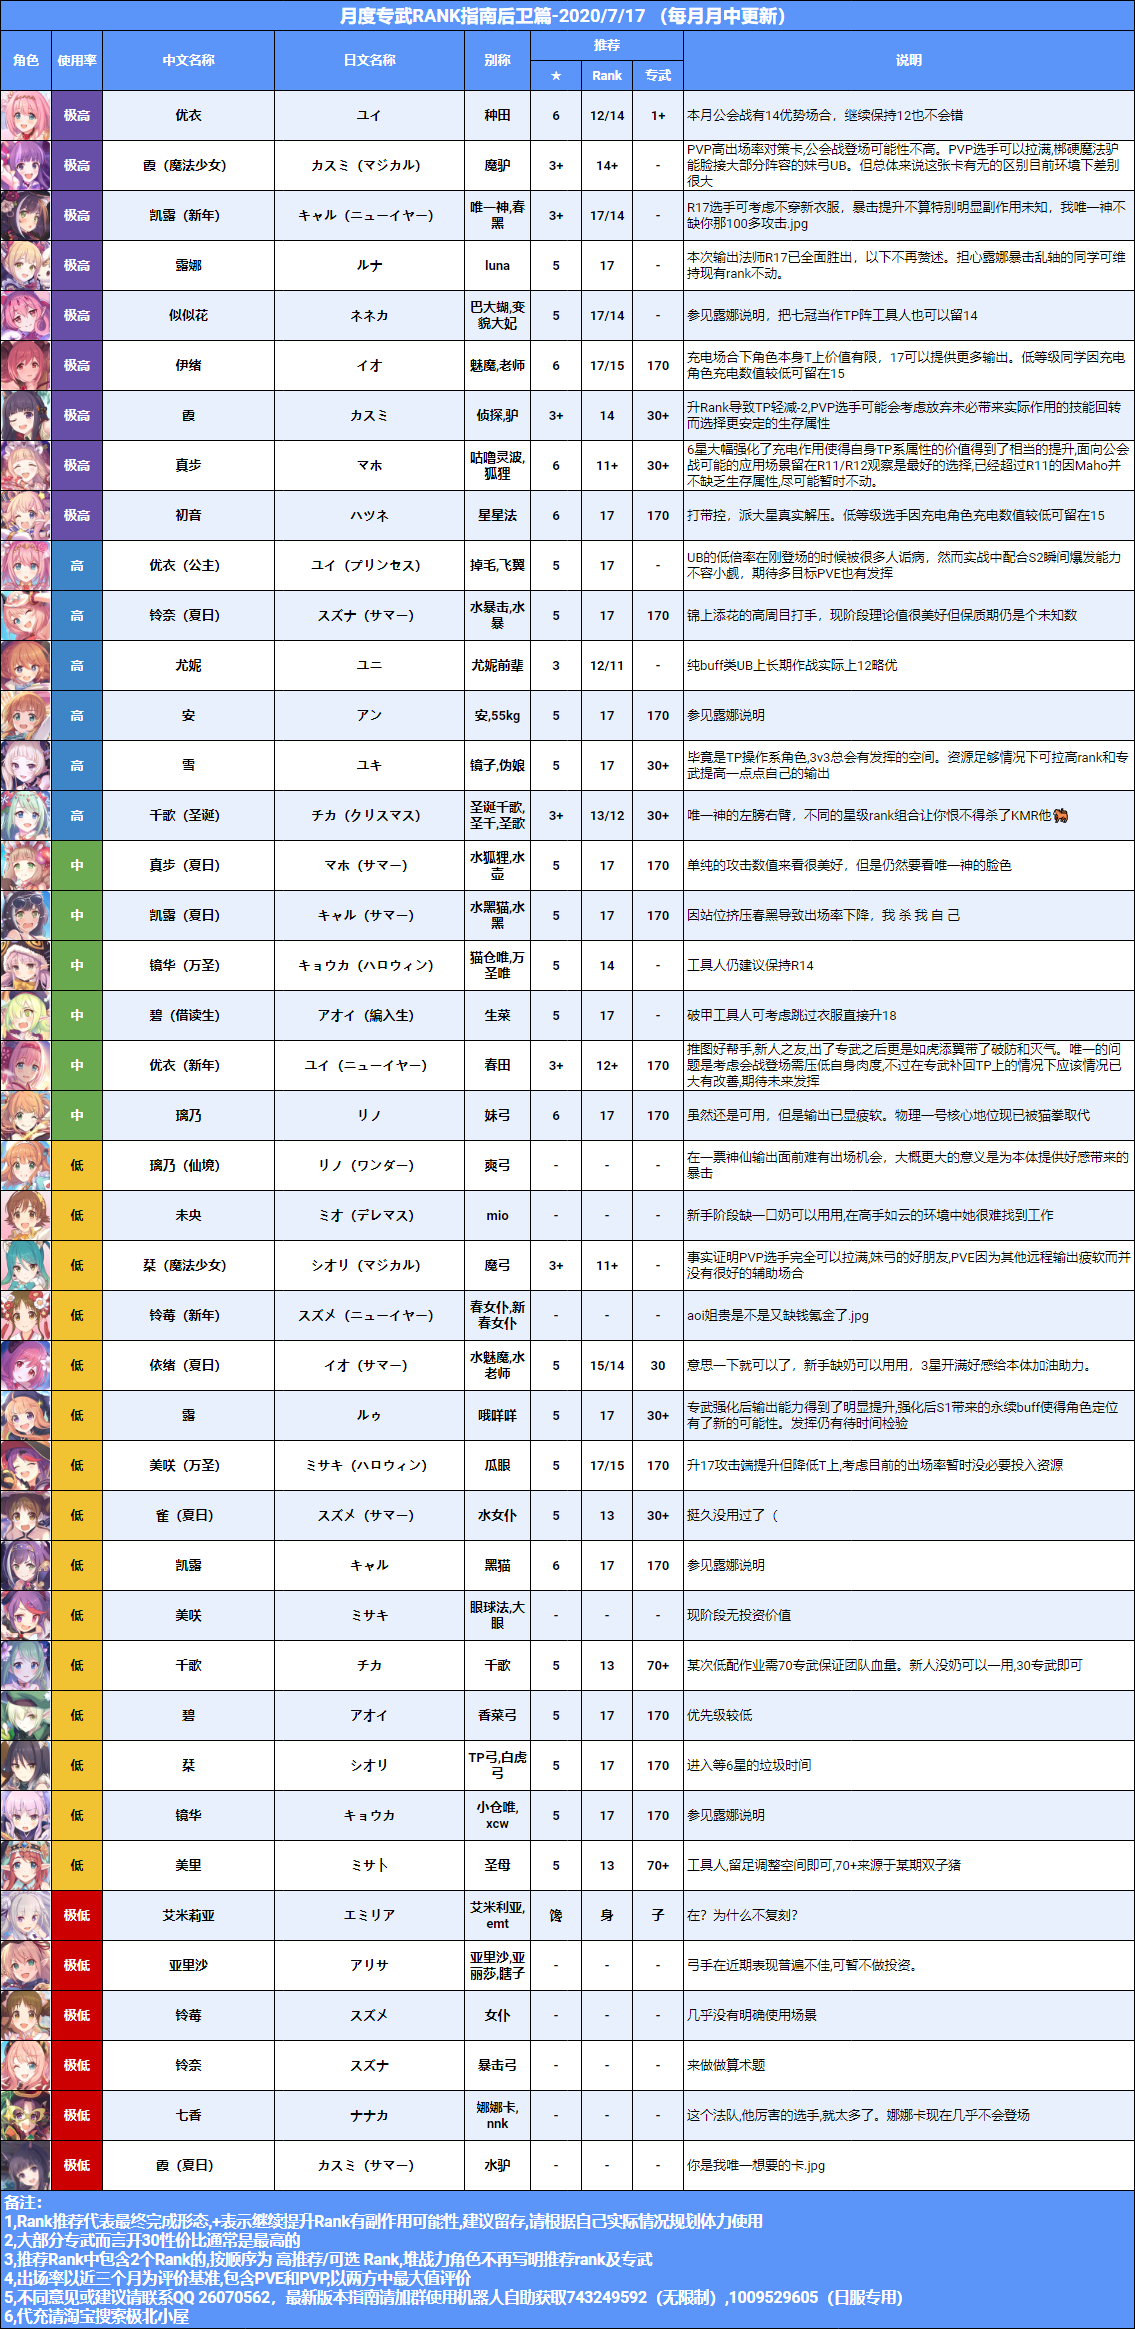 月度专武RANK指南后卫篇-2020/7/17 （每月月中更新）
角色 使用率 中文名称 日文名称 别称 推荐 说明
★ Rank 专武
极高 优衣 ユイ 种田 6 12/14 1+ 本月公会战有14优势场合，继续保持12也不会错
极高 霞（魔法少女） カスミ（マジカル） 魔驴 3+ 14+ - PVP高出场率对策卡,公会战登场可能性不高。PVP选手可以拉满,梆硬魔法驴
能脸接大部分阵容的妹弓UB。但总体来说这张卡有无的区别目前环境下差别
很大
极高 凯露（新年） キャル（ニューイヤー） 唯一神,春
黑 3+ 17/14 - R17选手可考虑不穿新衣服，暴击提升不算特别明显副作用未知，我唯一神不
缺你那100多攻击.jpg
极高 露娜 ルナ luna 5 17 - 本次输出法师R17已全面胜出，以下不再赘述。担心露娜暴击乱轴的同学可维
持现有rank不动。
极高 似似花 ネネカ 巴大蝴,变
貌大妃 5 17/14 - 参见露娜说明，把七冠当作TP阵工具人也可以留14
极高 伊绪 イオ 魅魔,老师 6 17/15 170 充电场合下角色本身T上价值有限，17可以提供更多输出。低等级同学因充电
角色充电数值较低可留在15
极高 霞 カスミ 侦探,驴 3+ 14 30+ 升Rank导致TP轻减-2,PVP选手可能会考虑放弃未必带来实际作用的技能回转
而选择更安定的生存属性
极高 真步 マホ 咕噜灵波,
狐狸 6 11+ 30+ 6星大幅强化了充电作用使得自身TP系属性的价值得到了相当的提升,面向公会
战可能的应用场景留在R11/R12观察是最好的选择,已经超过R11的因Maho并
不缺乏生存属性,尽可能暂时不动。
极高 初音 ハツネ 星星法 6 17 170 打带控，派大星真实解压。低等级选手因充电角色充电数值较低可留在15
高 优衣（公主） ユイ（プリンセス） 掉毛,飞翼 5 17 - UB的低倍率在刚登场的时候被很多人诟病，然而实战中配合S2瞬间爆发能力
不容小觑，期待多目标PVE也有发挥
高 铃奈（夏日） スズナ（サマー） 水暴击,水
暴 5 17 170 锦上添花的高周目打手，现阶段理论值很美好但保质期仍是个未知数
高 尤妮 ユニ 尤妮前辈 3 12/11 - 纯buff类UB上长期作战实际上12略优
高 安 アン 安,55kg 5 17 170 参见露娜说明
高 雪 ユキ 镜子,伪娘 5 17 30+ 毕竟是TP操作系角色,3v3总会有发挥的空间。资源足够情况下可拉高rank和专
武提高一点点自己的输出
高 千歌（圣诞） チカ（クリスマス） 圣诞千歌,
圣千,圣歌 3+ 13/12 30+ 唯一神的左膀右臂，不同的星级rank组合让你恨不得杀了KMR他🐎
中 真步（夏日） マホ（サマー） 水狐狸,水
壶 5 17 170 单纯的攻击数值来看很美好，但是仍然要看唯一神的脸色
中 凯露（夏日） キャル（サマー） 水黑猫,水
黑 5 17 170 因站位挤压春黑导致出场率下降，我 杀 我 自 己
中 镜华（万圣） キョウカ（ハロウィン） 猫仓唯,万
圣唯 5 14 - 工具人仍建议保持R14
中 碧（借读生） アオイ（編入生） 生菜 5 17 - 破甲工具人可考虑跳过衣服直接升18
中 优衣（新年） ユイ（ニューイヤー） 春田 3+ 12+ 170 推图好帮手,新人之友,出了专武之后更是如虎添翼带了破防和灭气。唯一的问
题是考虑会战登场需压低自身肉度,不过在专武补回TP上的情况下应该情况已
大有改善,期待未来发挥
中 璃乃 リノ 妹弓 6 17 170 虽然还是可用，但是输出已显疲软。物理一号核心地位现已被猫拳取代
低 璃乃（仙境） リノ（ワンダー） 爽弓 - - - 在一票神仙输出面前难有出场机会，大概更大的意义是为本体提供好感带来的
暴击
低 未央 ミオ（デレマス） mio - - - 新手阶段缺一口奶可以用用,在高手如云的环境中她很难找到工作
低 栞（魔法少女） シオリ（マジカル） 魔弓 3+ 11+ - 事实证明PVP选手完全可以拉满,妹弓的好朋友,PVE因为其他远程输出疲软而并
没有很好的辅助场合
低 铃莓（新年） スズメ（ニューイヤー） 春女仆,新
春女仆 - - - aoi姐贵是不是又缺钱氪金了.jpg
低 依绪（夏日） イオ（サマー） 水魅魔,水
老师 5 15/14 30 意思一下就可以了，新手缺奶可以用用，3星开满好感给本体加油助力。
低 露 ルゥ 哦咩咩 5 17 30+ 专武强化后输出能力得到了明显提升,强化后S1带来的永续buff使得角色定位
有了新的可能性。发挥仍有待时间检验
低 美咲（万圣） ミサキ（ハロウィン） 瓜眼 5 17/15 170 升17攻击端提升但降低T上,考虑目前的出场率暂时没必要投入资源
低 雀（夏日） スズメ（サマー） 水女仆 5 13 30+ 挺久没用过了（
低 凯露 キャル 黑猫 6 17 170 参见露娜说明
低 美咲 ミサキ 眼球法,大
眼 - - - 现阶段无投资价值
低 千歌 チカ 千歌 5 13 70+ 某次低配作业需70专武保证团队血量。新人没奶可以一用,30专武即可
低 碧 アオイ 香菜弓 5 17 170 优先级较低
低 栞 シオリ TP弓,白虎
弓 5 17 170 进入等6星的垃圾时间
低 镜华 キョウカ 小仓唯,
xcw 5 17 170 参见露娜说明
低 美里 ミサト 圣母 5 13 70+ 工具人,留足调整空间即可,70+来源于某期双子猪
极低 艾米莉亚 エミリア 艾米利亚,
emt 馋 身 子 在？为什么不复刻？
极低 亚里沙 アリサ 亚里沙,亚
丽莎,瞎子 - - - 弓手在近期表现普遍不佳,可暂不做投资。
极低 铃莓 スズメ 女仆 - - - 几乎没有明确使用场景
极低 铃奈 スズナ 暴击弓 - - - 来做做算术题
极低 七香 ナナカ 娜娜卡,
nnk - - - 这个法队,他厉害的选手,就太多了。娜娜卡现在几乎不会登场
极低 霞（夏日） カスミ（サマー） 水驴 - - - 你是我唯一想要的卡.jpg
备注：
1,Rank推荐代表最终完成形态,+表示继续提升Rank有副作用可能性,建议留存,请根据自己实际情况规划体力使用
2,大部分专武而言开30性价比通常是最高的
3,推荐Rank中包含2个Rank的,按顺序为 高推荐/可选 Rank,堆战力角色不再写明推荐rank及专武
4,出场率以近三个月为评价基准,包含PVE和PVP,以两方中最大值评价
5,不同意见或建议请联系QQ 26070562，最新版本指南请加群使用机器人自助获取743249592（无限制）,1009529605（日服专用）
6,代充请淘宝搜索极北小屋